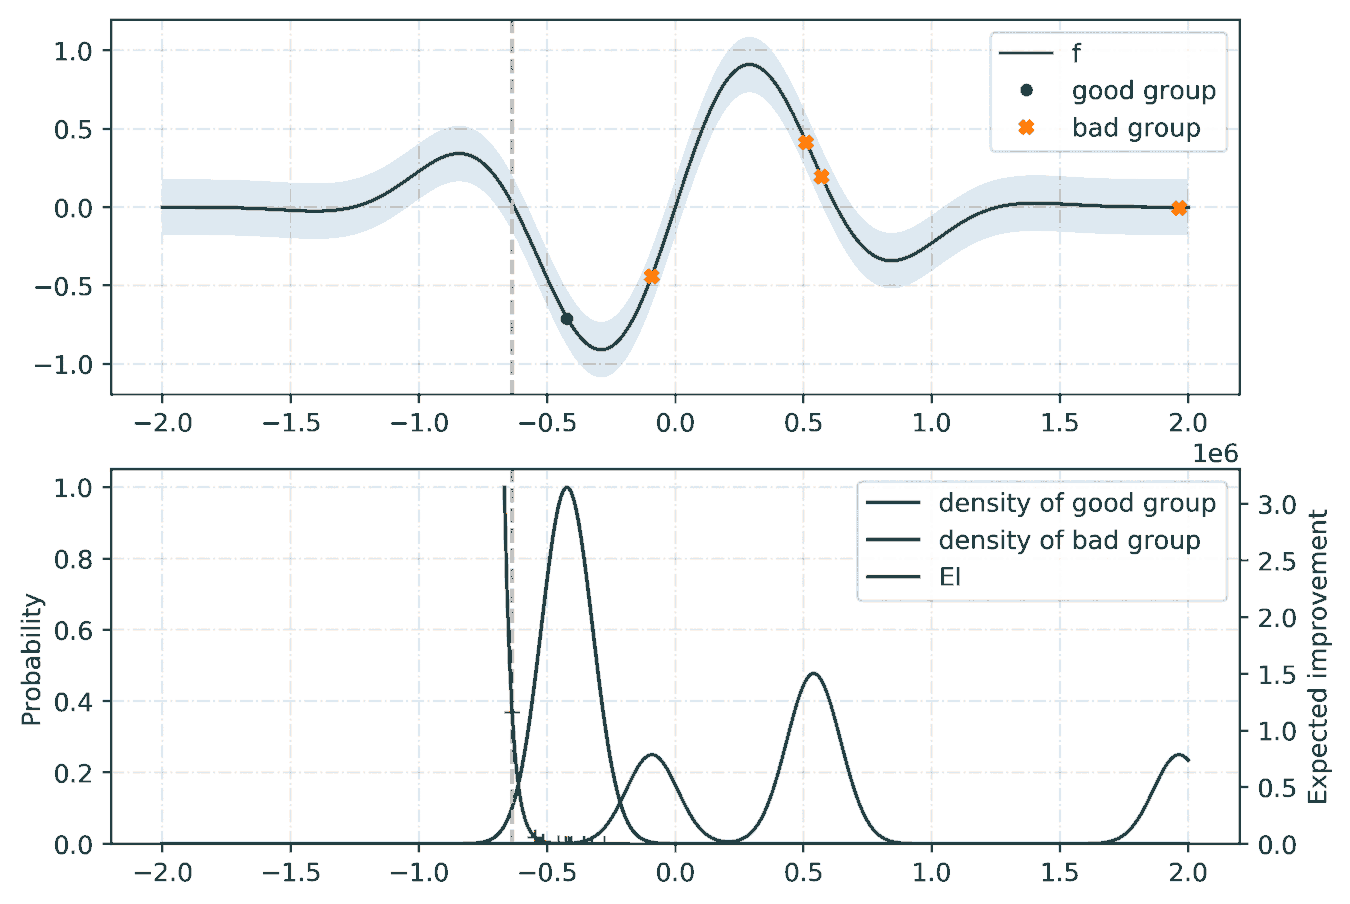 1.0
0.5
0.0
−0.5
−1.0
f
good group
bad group
−2.0 −1.5 −1.0 −0.5 0.0 0.5 1.0 1.5 2.0
1e6
1.0
0.8
0.6
0.4
0.2
0.0
Probability
density of good group
density of bad group
EI
3.0
2.5
2.0
1.5
1.0
0.5
0.0
Expected improvement
−2.0 −1.5 −1.0 −0.5 0.0 0.5 1.0 1.5 2.0